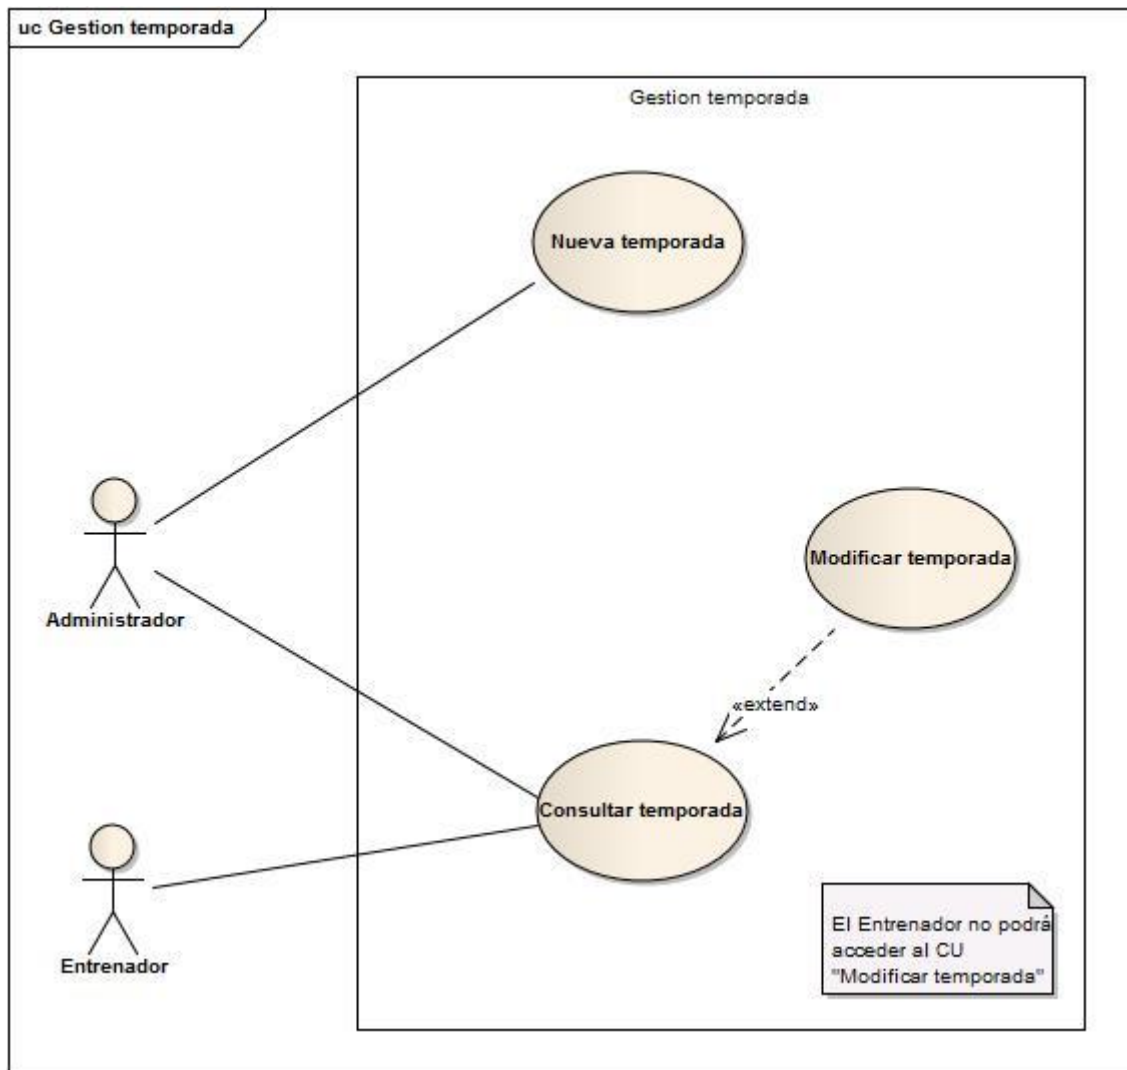 uc Gestion temporada
Gestion temporada
Nueva temporada
Modificar temporada
Administrador
«extend»
Consultar temporada
Entrenador
El Entrenador no podrá
acceder al CU
"Modificar temporada"